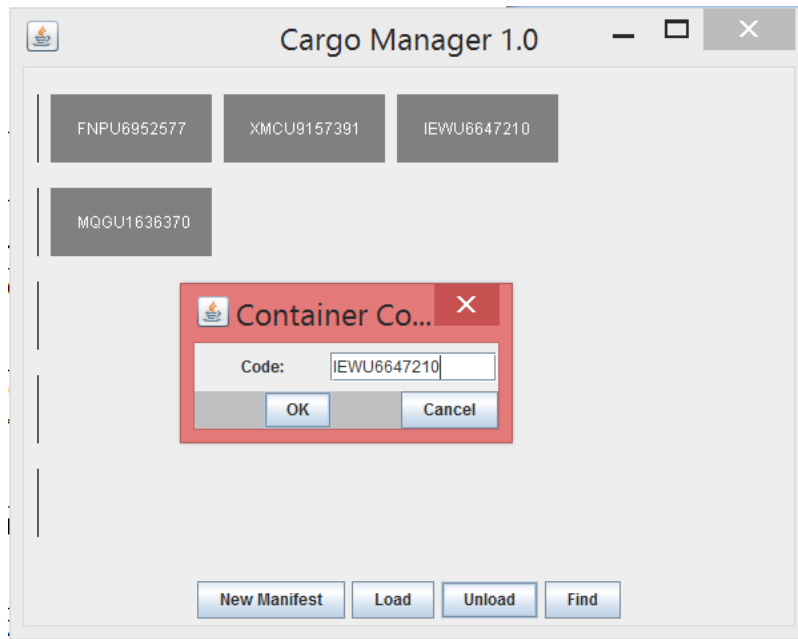 Cargo Manager 1.0
FNPU6952577 XMCU9157391 IEWU6647210
MQGU1636370
Container Co...
Code: IEWU6647210
OK Cancel
New Manifest Load Unload Find